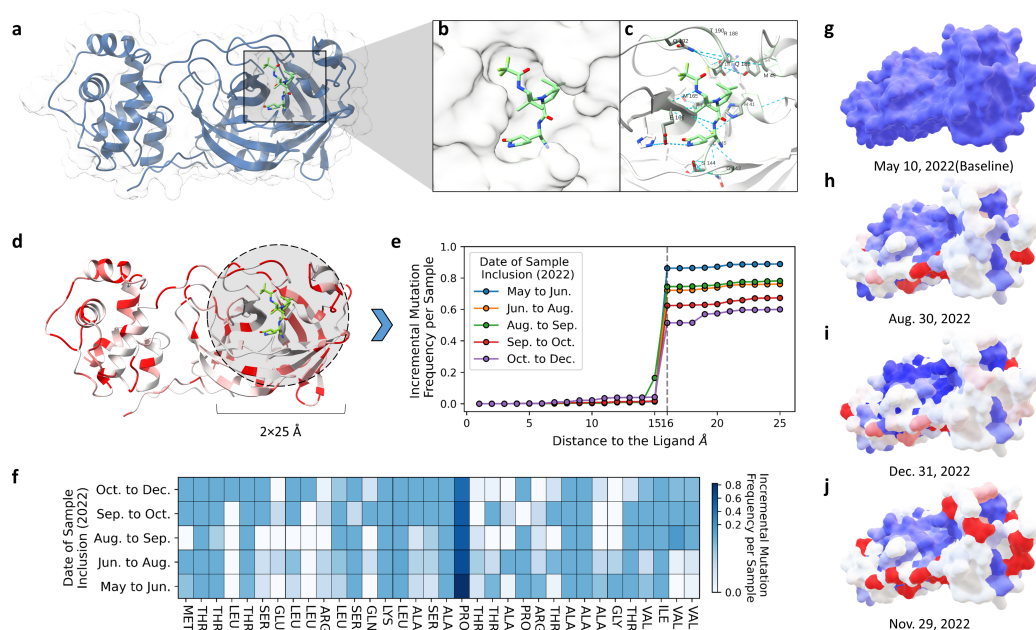 a
b
c
g
May 10, 2022(Baseline)
h
Aug. 30, 2022
i
Dec. 31, 2022
j
Nov. 29, 2022
d
2×25 Å
e
Incremental Mutation
Frequency per Sample
1.0
0.8
0.6
0.4
0.2
0.0
Date of Sample
Inclusion (2022)
May to Jun.
Jun. to Aug.
Aug. to Sep.
Sep. to Oct.
Oct. to Dec.
0 5 10 15 16 20 25
Distance to the Ligand Å
f
Date of Sample
Inclusion (2022)
Oct. to Dec.
Sep. to Oct.
Aug. to Sep.
Jun. to Aug.
May to Jun.
MET THR THR LEU THR SER GLU LEU LEU ARG LEU SER GLN LYS LEU ALA SER ALA PRO THR THR ALA PRO ARG THR ALA ALA ALA GLY THR VAL ILE VAL VAL
0.8
0.6
0.4
0.2
0.0
Incremental Mutation
Frequency per Sample